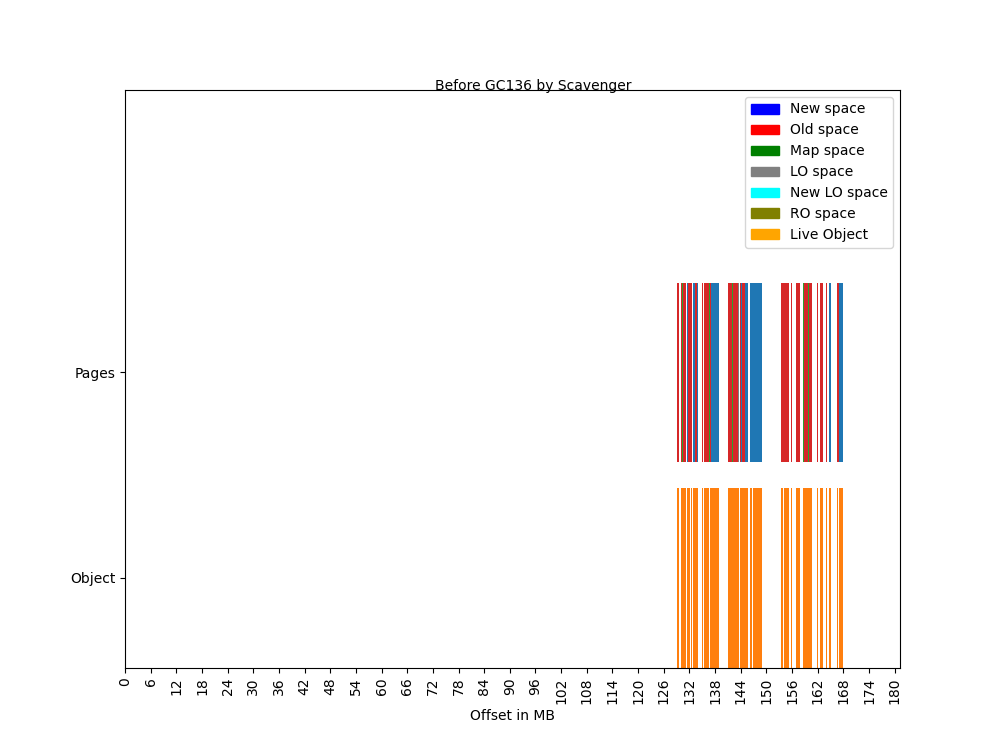 Before GC136 by Scavenger
New space
Old space
Map space
LO space
New LO space
RO space
Live Object
Pages
Object
0 6 12 18 24 30 36 42 48 54 60 66 72 78 84 90 96 102 108 114 120 126 132 138 144 150 156 162 168 174 180
Offset in MB